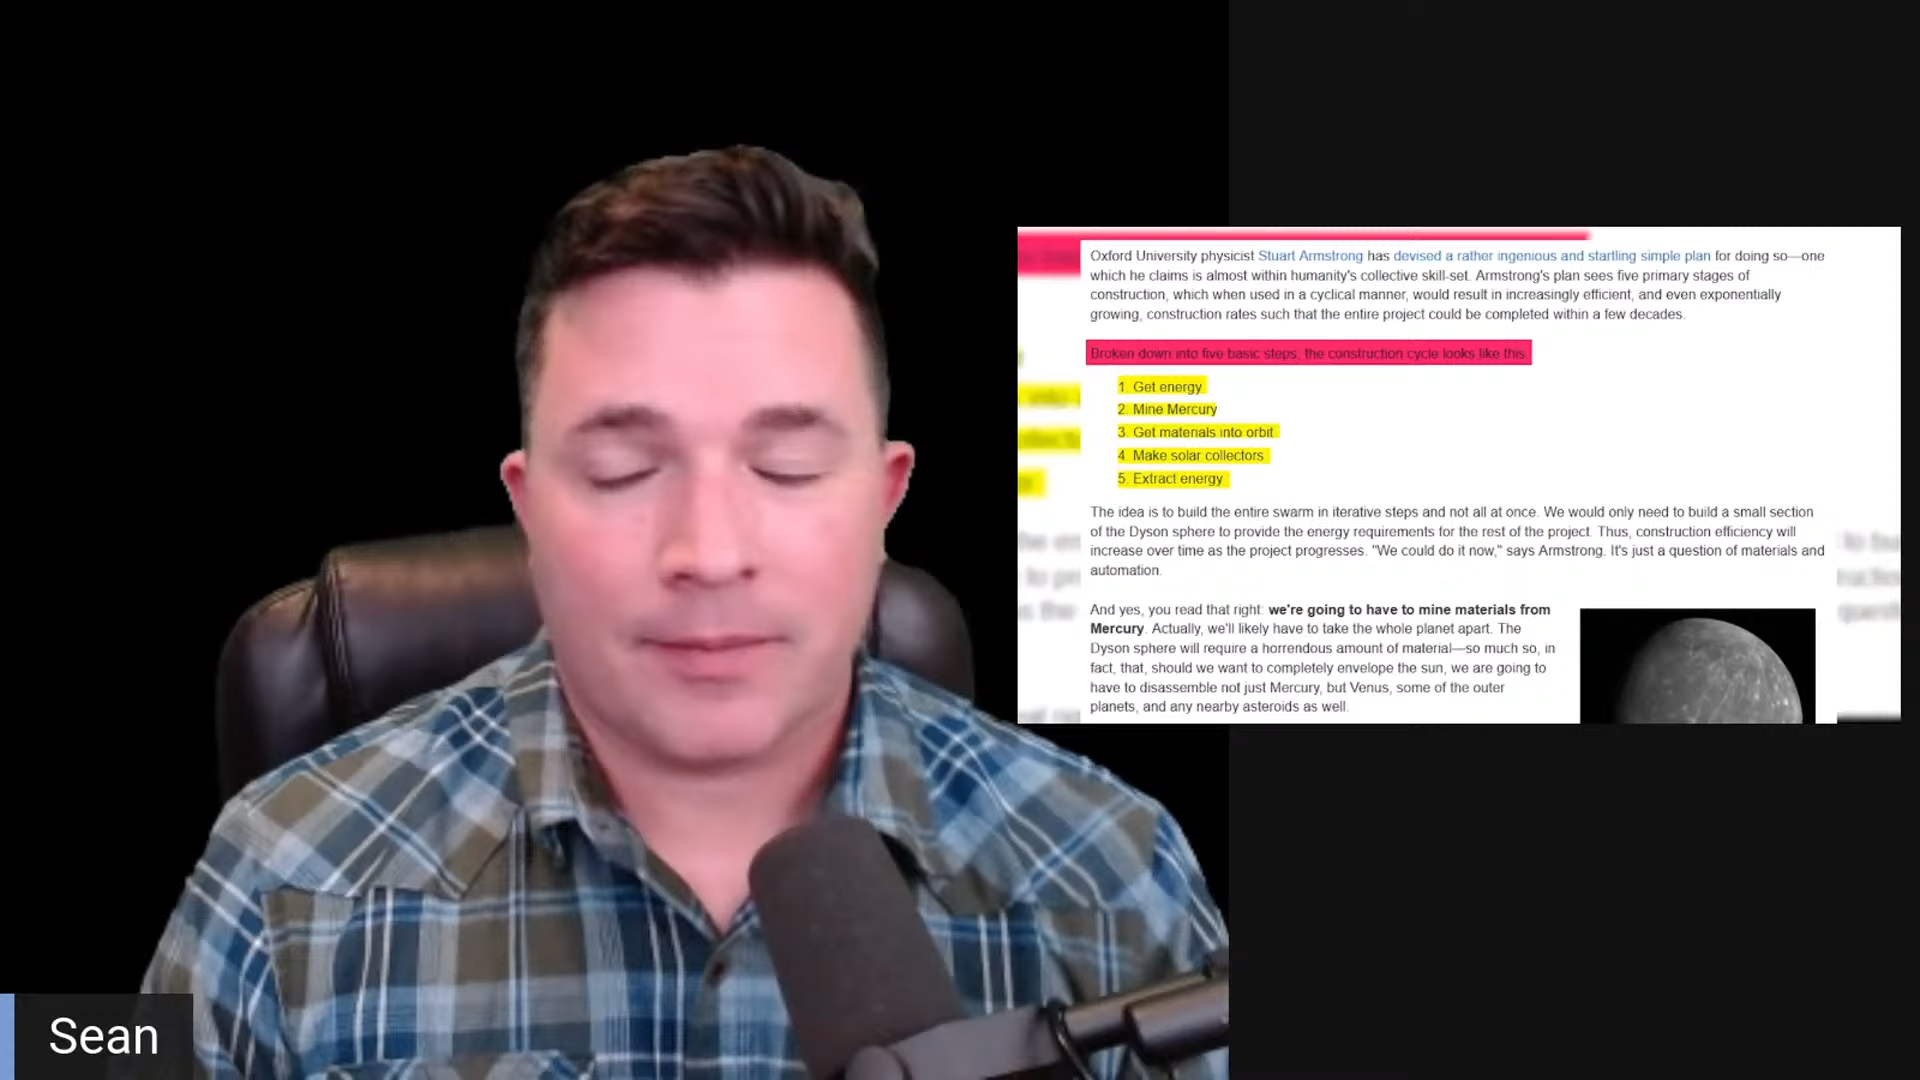 Oxford University physicist Stuart Armstrong has devised a rather ingenious and startling simple plan for doing so—one
which he claims is almost within humanity's collective skill-set. Armstrong's plan sees five primary stages of
construction, which when used in a cyclical manner, would result in increasingly efficient, and even exponentially
growing, construction rates such that the entire project could be completed within a few decades.
Broken down into five basic steps, the construction cycle looks like this:
1. Get energy
2. Mine Mercury
3. Get materials into orbit
4. Make solar collectors
5. Extract energy
The idea is to build the entire swarm in iterative steps and not all at once. We would only need to build a small section
of the Dyson sphere to provide the energy requirements for the rest of the project. Thus, construction efficiency will
increase over time as the project progresses. "We could do it now," says Armstrong. It's just a question of materials and
automation.
And yes, you read that right: we're going to have to mine materials from
Mercury. Actually, we'll likely have to take the whole planet apart. The
Dyson sphere will require a horrendous amount of material—so much so, in
fact, that, should we want to completely envelope the sun, we are going to
have to disassemble not just Mercury, but Venus, some of the outer
planets, and any nearby asteroids as well.
Sean